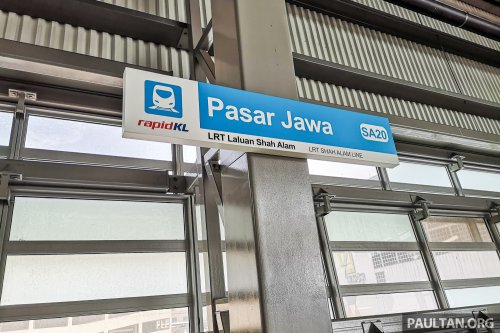 rapidKL
Pasar Jawa
SA20
LRT Laluan Shah Alam
LRT SHAH ALAM LINE
PAULTAN.ORG